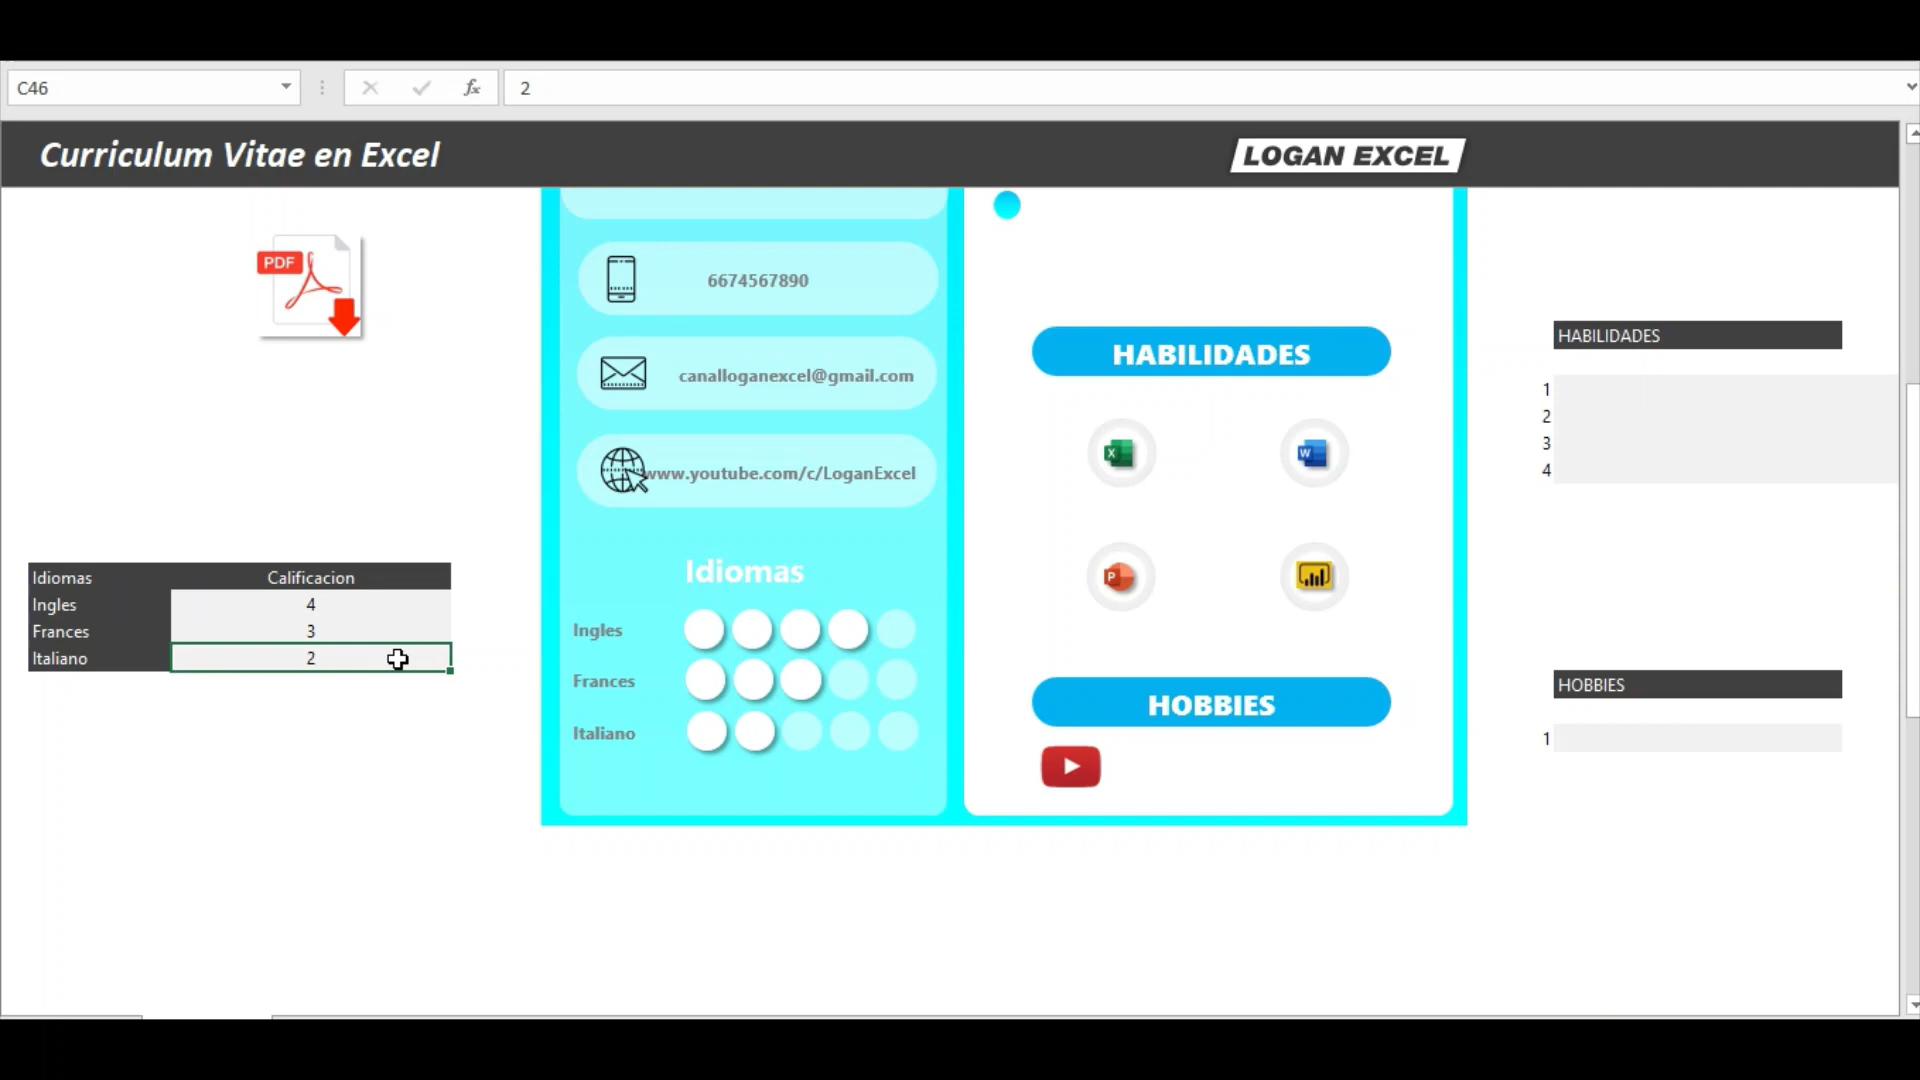 C46
fx
2
Curriculum Vitae en Excel
LOGAN EXCEL
PDF
6674567890
canalloganexcel@gmail.com
www.youtube.com/c/LoganExcel
Idiomas Calificacion
Ingles 4
Frances 3
Italiano 2
Idiomas
Ingles
Frances
Italiano
HABILIDADES
X
W
P
HOBBIES
HABILIDADES
1
2
3
4
HOBBIES
1